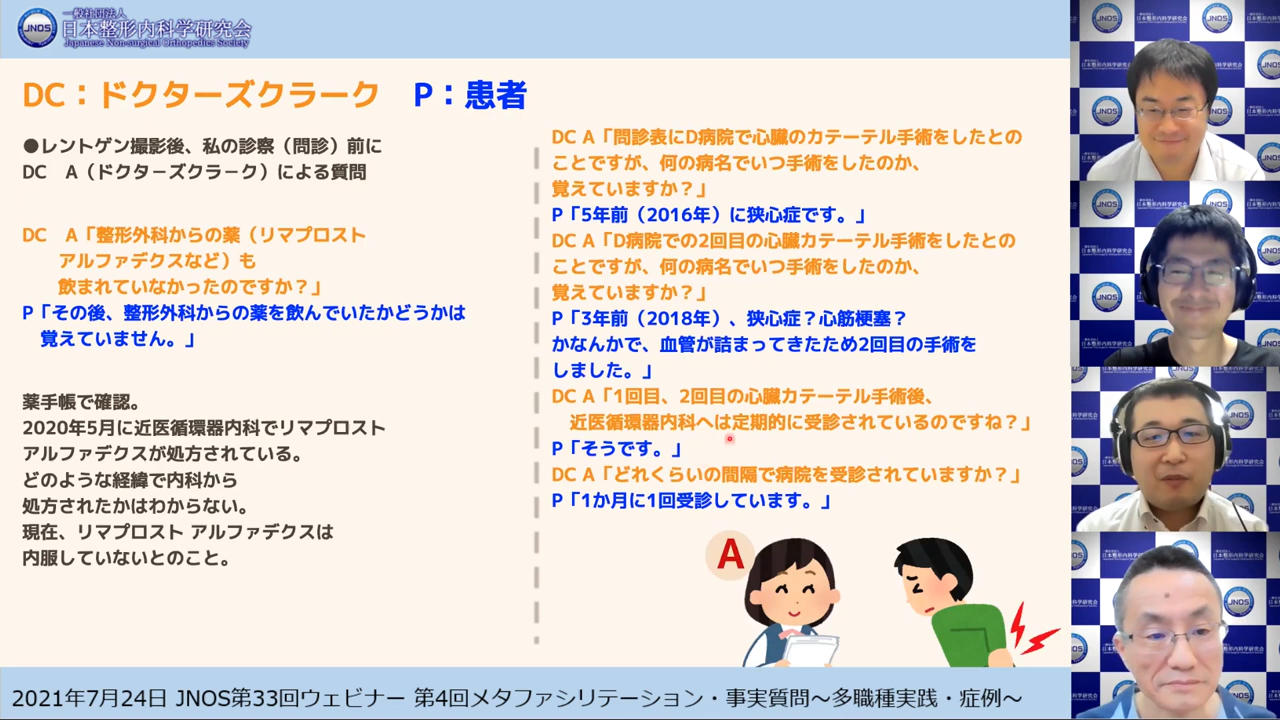 JNOS
一般社団法人
日本整形内科学研究会
Japanese Non-surgical Orthopedics Society
DC：ドクターズクラーク　P：患者
●レントゲン撮影後、私の診察（問診）前に
DC　A（ドクターズクラーク）による質問
DC　A「整形外科からの薬（リマプロスト
アルファデクスなど）も
飲まれていなかったのですか？」
P「その後、整形外科からの薬を飲んでいたかどうかは
覚えていません。」
薬手帳で確認。
2020年5月に近医循環器内科でリマプロスト
アルファデクスが処方されている。
どのような経緯で内科から
処方されたかはわからない。
現在、リマプロスト アルファデクスは
内服していないとのこと。
DC A「問診表にD病院で心臓のカテーテル手術をしたとの
ことですが、何の病名でいつ手術をしたのか、
覚えていますか？」
P「5年前（2016年）に狭心症です。」
DC A「D病院での2回目の心臓カテーテル手術をしたとの
ことですが、何の病名でいつ手術をしたのか、
覚えていますか？」
P「3年前（2018年）、狭心症？心筋梗塞？
かなんかで、血管が詰まってきたため2回目の手術を
しました。」
DC A「1回目、2回目の心臓カテーテル手術後、
近医循環器内科へは定期的に受診されているのですね？」
P「そうです。」
DC A「どれくらいの間隔で病院を受診されていますか？」
P「1か月に1回受診しています。」
A
2021年7月24日 JNOS第33回ウェビナー 第4回メタファシリテーション・事実質問～多職種実践・症例～